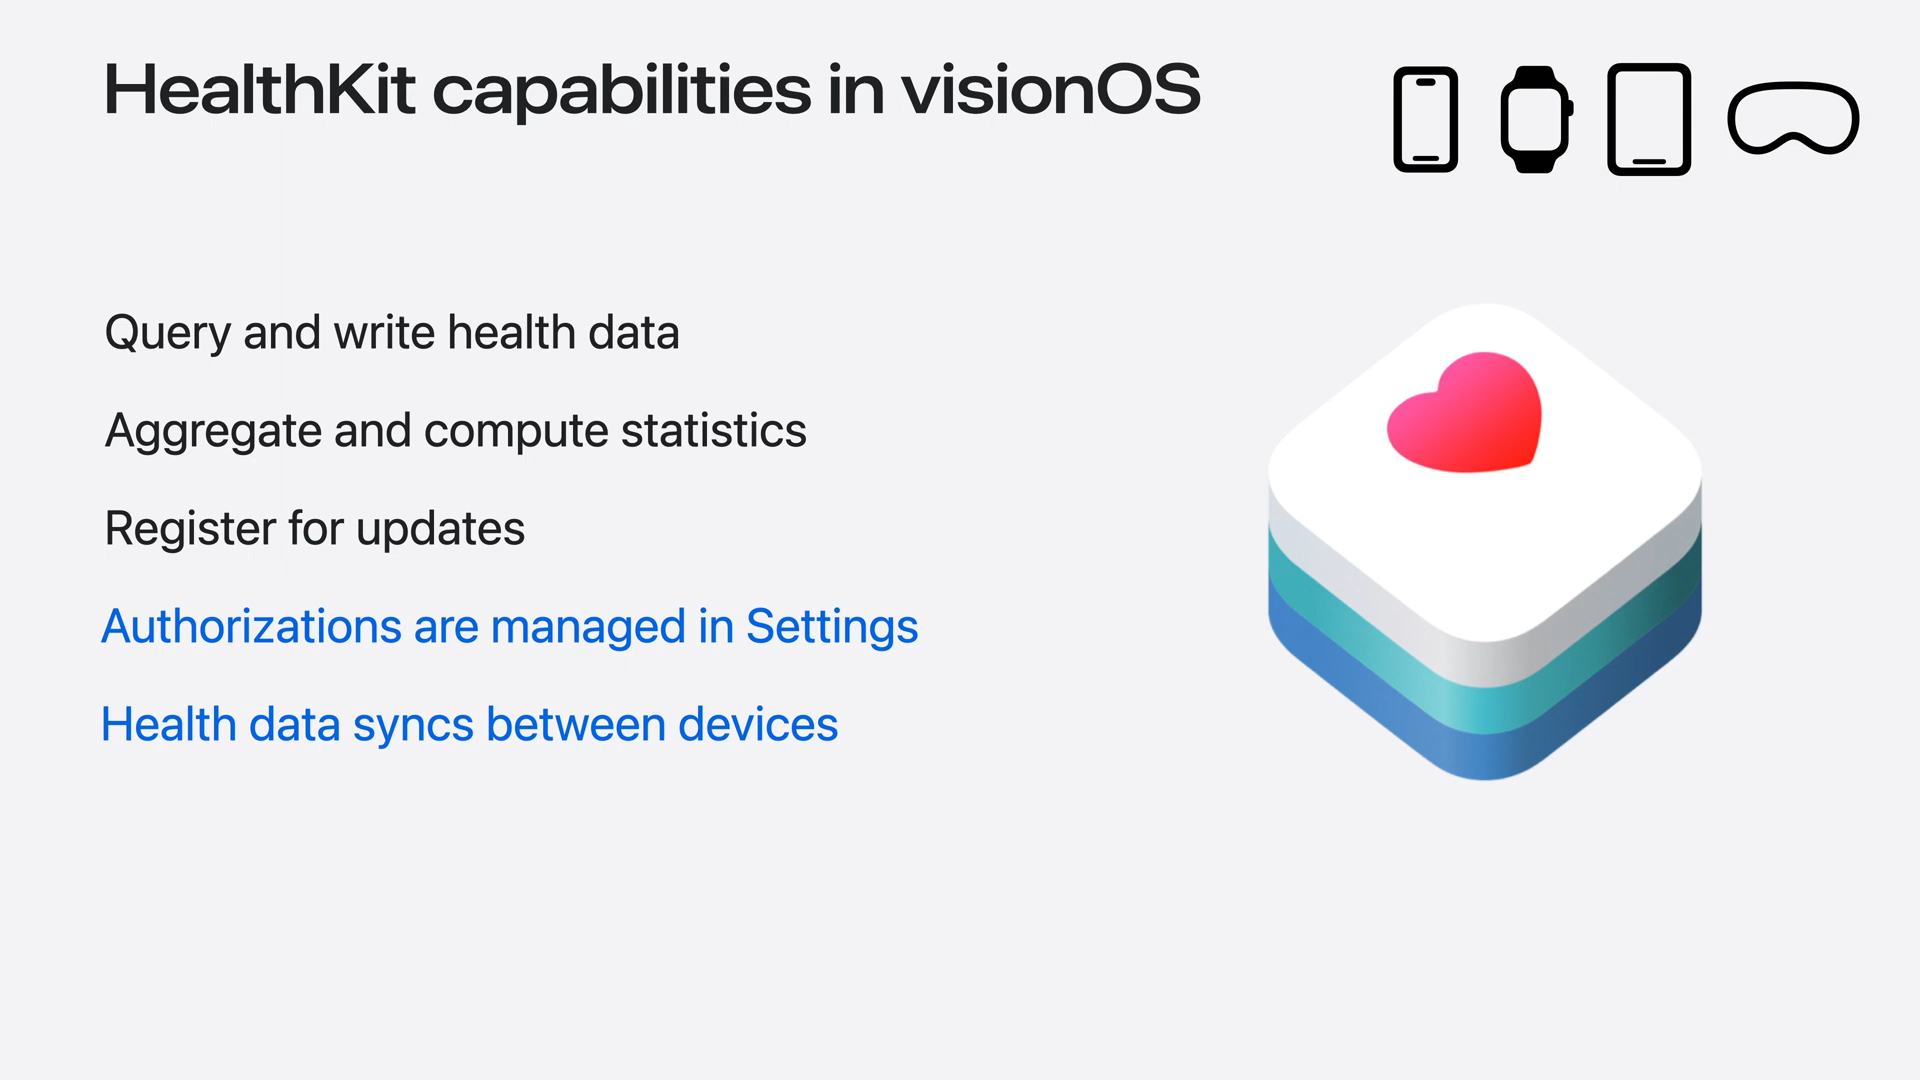 HealthKit capabilities in visionOS
Query and write health data
Aggregate and compute statistics
Register for updates
Authorizations are managed in Settings
Health data syncs between devices